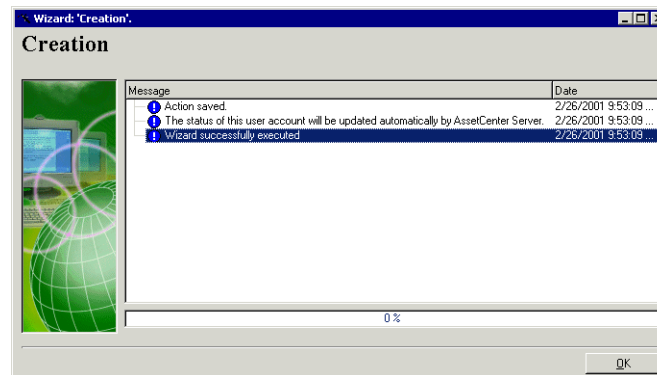 Wizard: 'Creation'.
Creation
Message Date
Action saved. 2/26/2001 9:53:09 ...
The status of this user account will be updated automatically by AssetCenter Server. 2/26/2001 9:53:09 ...
Wizard successfully executed 2/26/2001 9:53:09 ...
0 %
OK